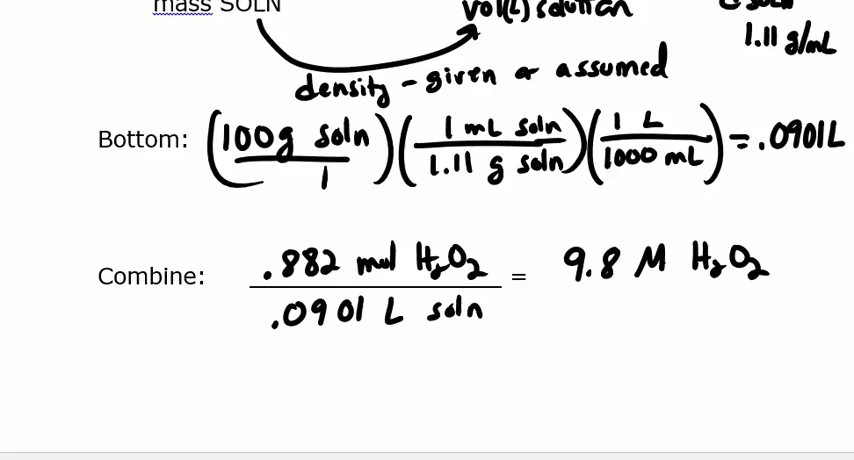 mass SOLN
vol(L) solution
soln
1.11 g/mL
density - given or assumed
Bottom: (100g soln / 1)(1 mL soln / 1.11 g soln)(1 L / 1000 mL) = .0901L
Combine: .882 mol H₂O₂ / .0901 L soln = 9.8 M H₂O₂